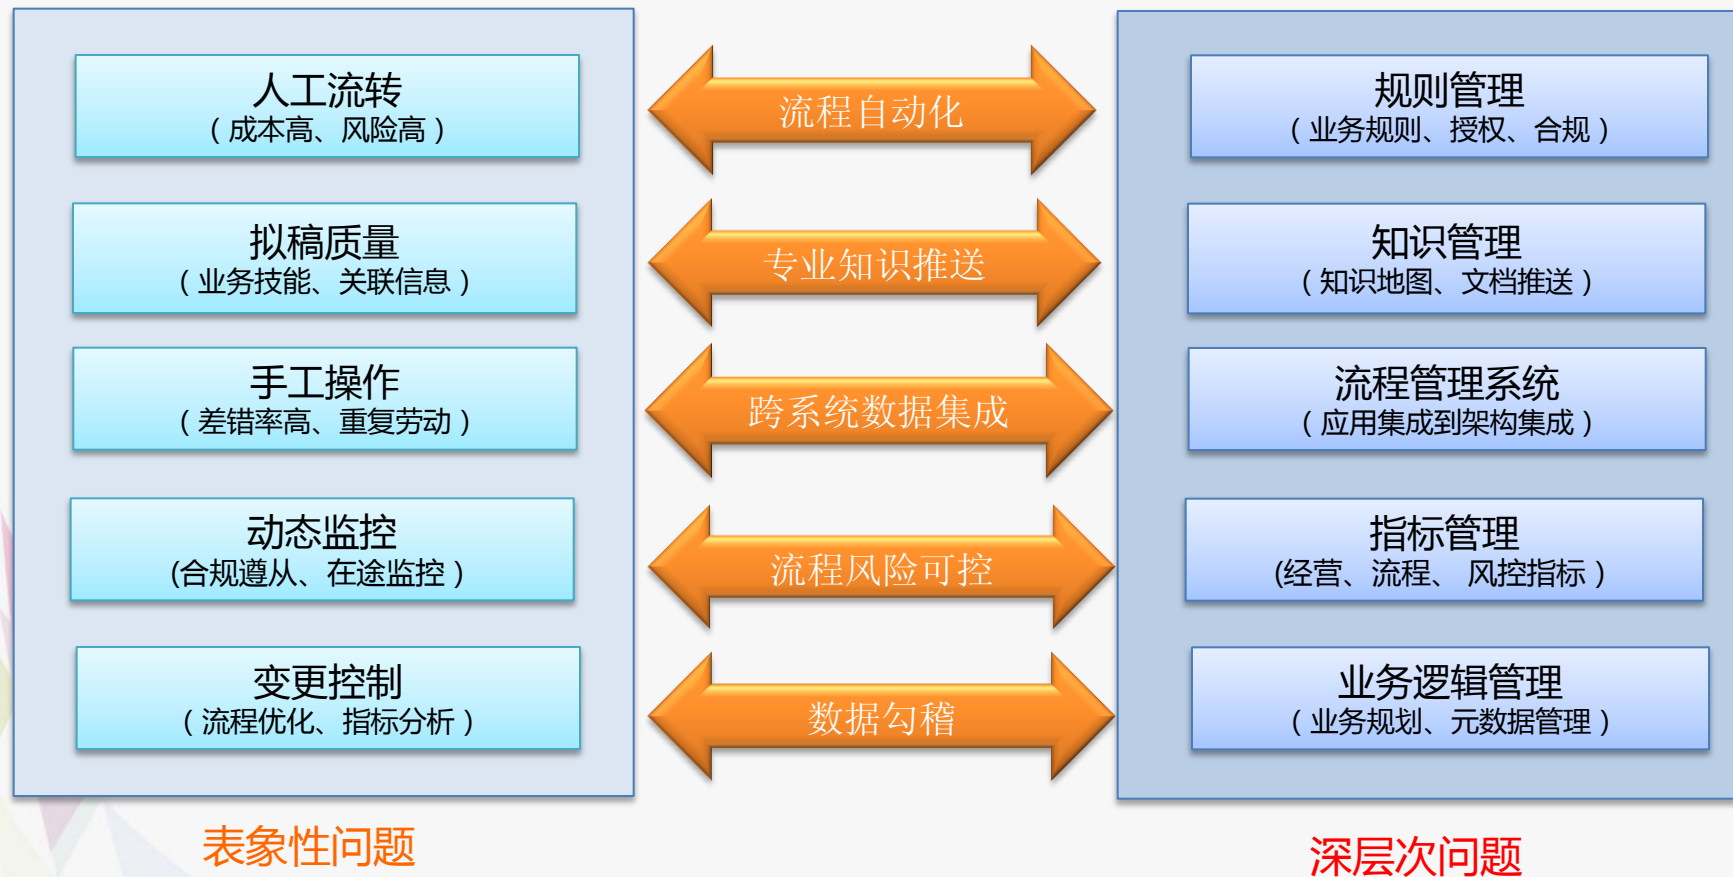 人工流转
（成本高、风险高）
流程自动化
规则管理
（业务规则、授权、合规）
拟稿质量
（业务技能、关联信息）
专业知识推送
知识管理
（知识地图、文档推送）
手工操作
（差错率高、重复劳动）
跨系统数据集成
流程管理系统
（应用集成到架构集成）
动态监控
(合规遵从、在途监控）
流程风险可控
指标管理
(经营、流程、 风控指标）
变更控制
（流程优化、指标分析）
数据勾稽
业务逻辑管理
（业务规划、元数据管理）
表象性问题
深层次问题